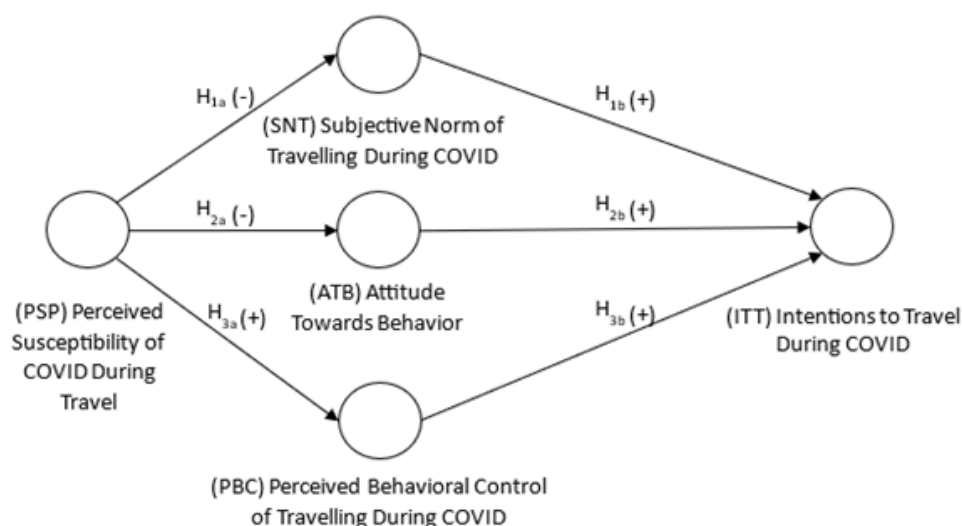 H1a (-)
H1b (+)
(SNT) Subjective Norm of
Travelling During COVID
H2a (-)
H2b (+)
(PSP) Perceived
Susceptibility of
COVID During
Travel
(ATB) Attitude
Towards Behavior
H3a (+)
H3b (+)
(ITT) Intentions to Travel
During COVID
(PBC) Perceived Behavioral Control
of Travelling During COVID